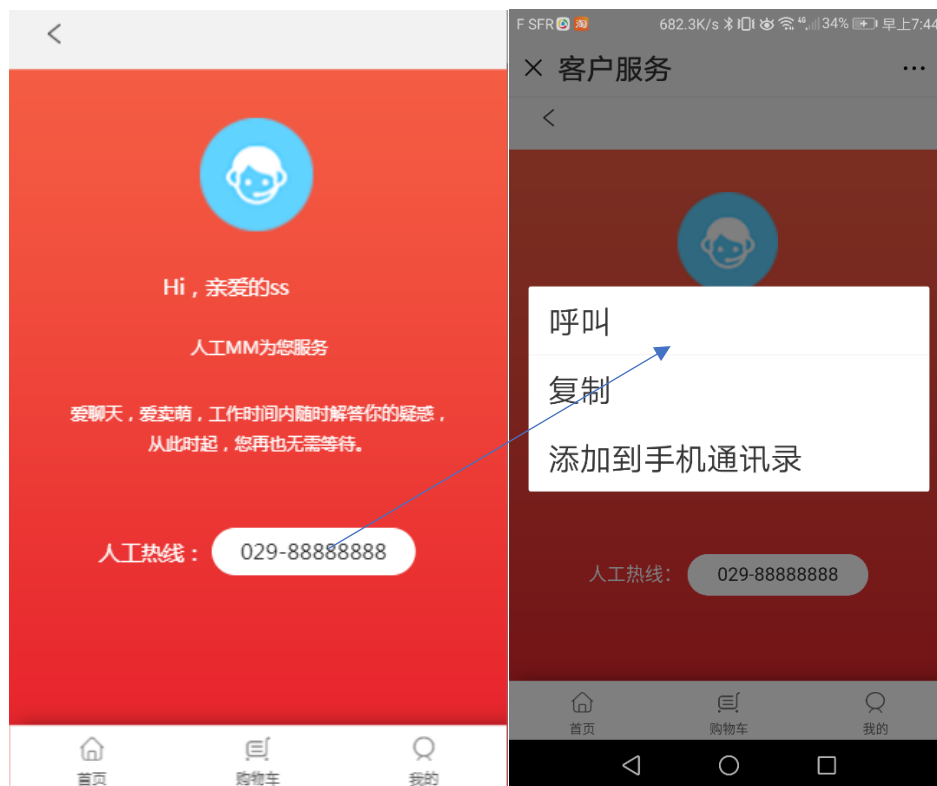 Hi，亲爱的ss
人工MM为您服务
爱聊天，爱卖萌，工作时间内随时解答你的疑惑，
从此时起，您再也无需等待。
人工热线： 029-88888888
首页 购物车 我的
F SFR 淘 682.3K/s 46 34% 早上7:44
客户服务
呼叫
复制
添加到手机通讯录
人工热线： 029-88888888
首页 购物车 我的